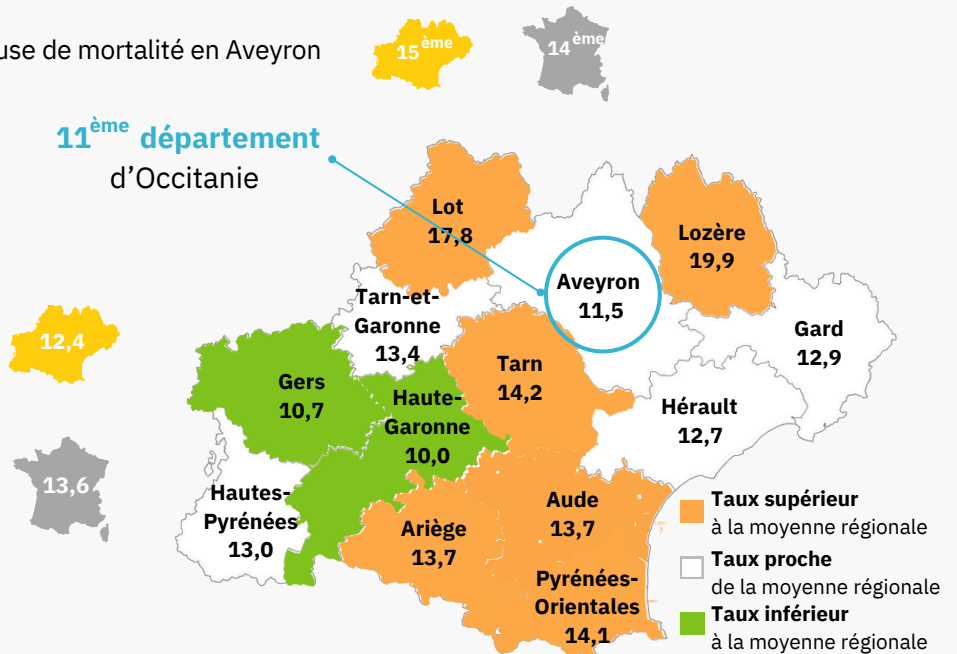 15ème
14ème
use de mortalité en Aveyron
11ème département
d’Occitanie
Lot
17,8
Lozère
19,9
Aveyron
11,5
Tarn-et-
Garonne
13,4
Gard
12,9
12,4
Tarn
14,2
Gers
10,7
Haute-
Garonne
10,0
Hérault
12,7
13,6
Hautes-
Pyrénées
13,0
Ariège
13,7
Aude
13,7
Pyrénées-
Orientales
14,1
Taux supérieur
à la moyenne régionale
Taux proche
de la moyenne régionale
Taux inférieur
à la moyenne régionale